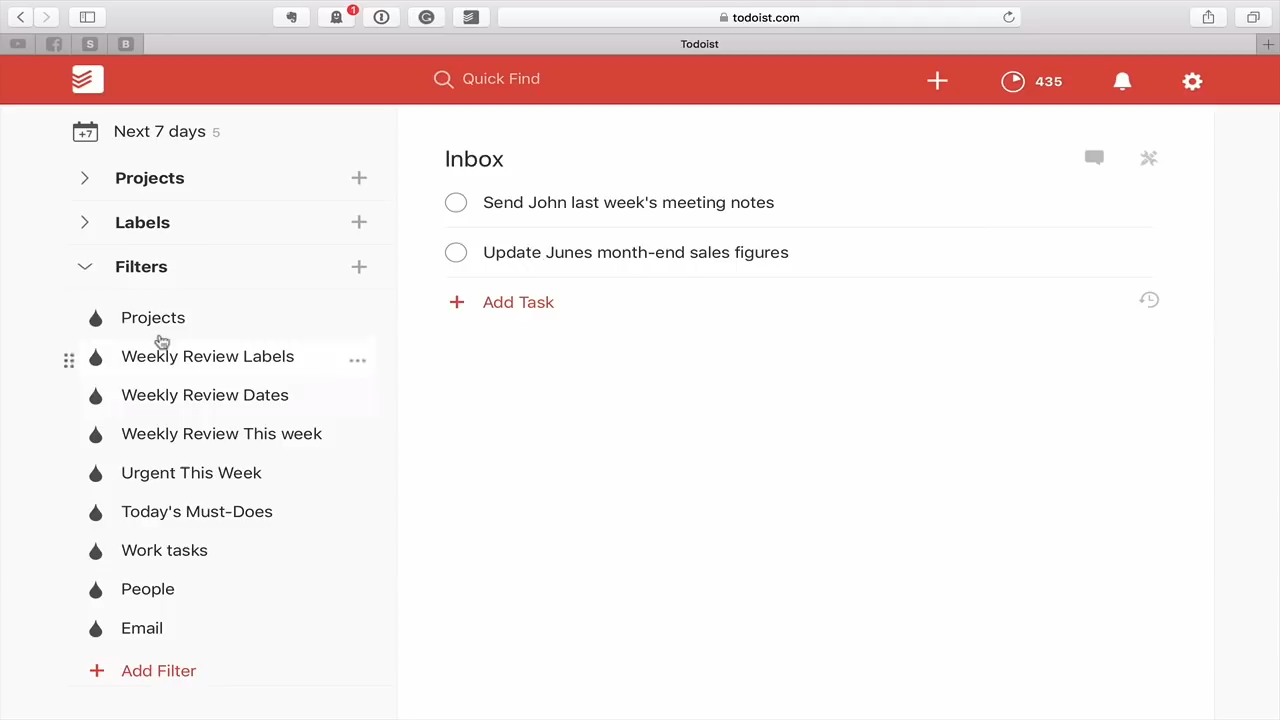 1
todoist.com
S
B
Todoist
Quick Find
435
+7 Next 7 days 5
Projects
Labels
Filters
Projects
Weekly Review Labels
Weekly Review Dates
Weekly Review This week
Urgent This Week
Today's Must-Does
Work tasks
People
Email
Add Filter
Inbox
Send John last week's meeting notes
Update Junes month-end sales figures
Add Task